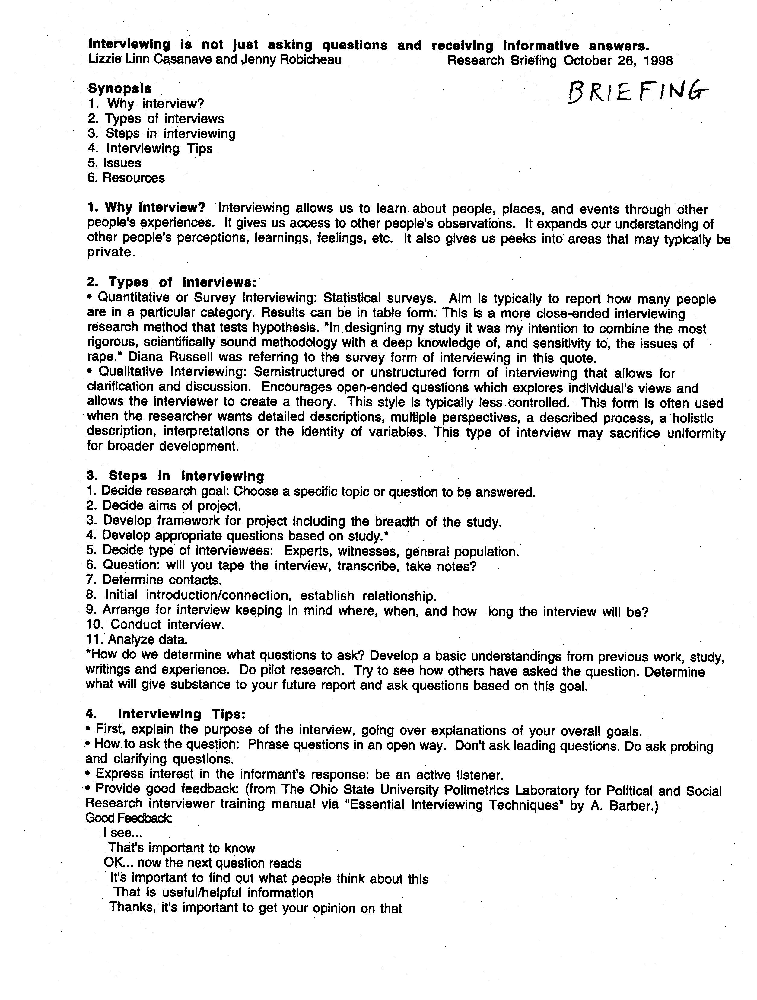 Interviewing is not just asking questions and receiving informative answers.
Lizzie Linn Casanave and Jenny Robicheau Research Briefing October 26, 1998
BRIEFING
Synopsis
1. Why interview?
2. Types of interviews
3. Steps in interviewing
4. Interviewing Tips
5. Issues
6. Resources
1. Why interview? Interviewing allows us to learn about people, places, and events through other
people's experiences. It gives us access to other people's observations. It expands our understanding of
other people's perceptions, learnings, feelings, etc. It also gives us peeks into areas that may typically be
private.
2. Types of interviews:
• Quantitative or Survey Interviewing: Statistical surveys. Aim is typically to report how many people
are in a particular category. Results can be in table form. This is a more close-ended interviewing
research method that tests hypothesis. "In designing my study it was my intention to combine the most
rigorous, scientifically sound methodology with a deep knowledge of, and sensitivity to, the issues of
rape." Diana Russell was referring to the survey form of interviewing in this quote.
• Qualitative Interviewing: Semistructured or unstructured form of interviewing that allows for
clarification and discussion. Encourages open-ended questions which explores individual's views and
allows the interviewer to create a theory. This style is typically less controlled. This form is often used
when the researcher wants detailed descriptions, multiple perspectives, a described process, a holistic
description, interpretations or the identity of variables. This type of interview may sacrifice uniformity
for broader development.
3. Steps in interviewing
1. Decide research goal: Choose a specific topic or question to be answered.
2. Decide aims of project.
3. Develop framework for project including the breadth of the study.
4. Develop appropriate questions based on study.*
5. Decide type of interviewees: Experts, witnesses, general population.
6. Question: will you tape the interview, transcribe, take notes?
7. Determine contacts.
8. Initial introduction/connection, establish relationship.
9. Arrange for interview keeping in mind where, when, and how long the interview will be?
10. Conduct interview.
11. Analyze data.
*How do we determine what questions to ask? Develop a basic understandings from previous work, study,
writings and experience. Do pilot research. Try to see how others have asked the question. Determine
what will give substance to your future report and ask questions based on this goal.
4. Interviewing Tips:
• First, explain the purpose of the interview, going over explanations of your overall goals.
• How to ask the question: Phrase questions in an open way. Don't ask leading questions. Do ask probing
and clarifying questions.
• Express interest in the informant's response: be an active listener.
• Provide good feedback: (from The Ohio State University Polimetrics Laboratory for Political and Social
Research interviewer training manual via "Essential Interviewing Techniques" by A. Barber.)
Good Feedback:
I see...
That's important to know
OK... now the next question reads
It's important to find out what people think about this
That is useful/helpful information
Thanks, it's important to get your opinion on that